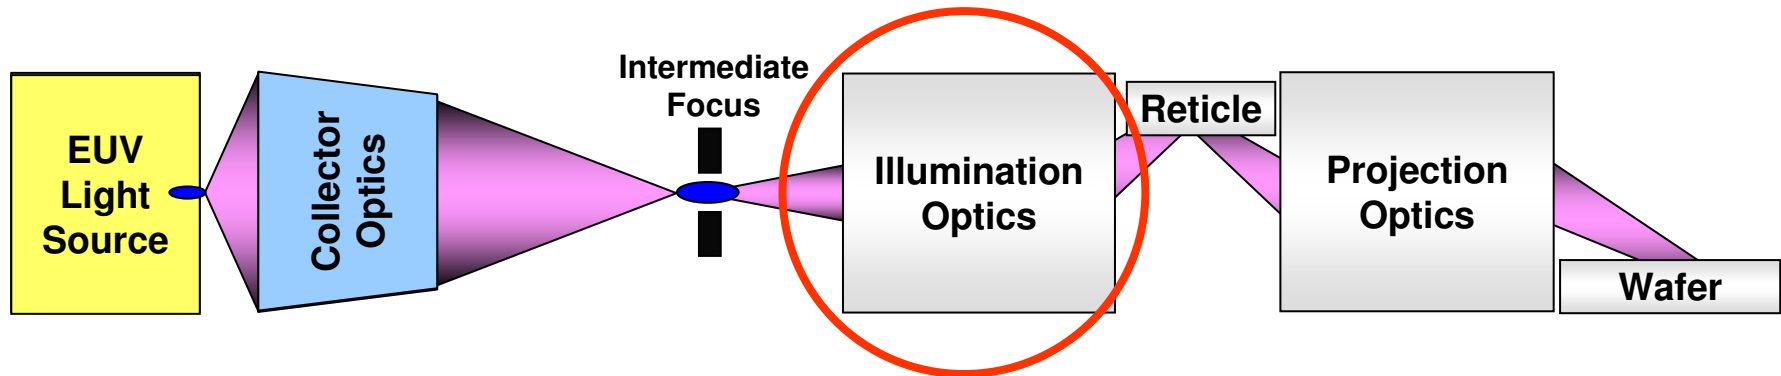 EUV
Light
Source
Collector
Optics
Intermediate
Focus
Illumination
Optics
Reticle
Projection
Optics
Wafer